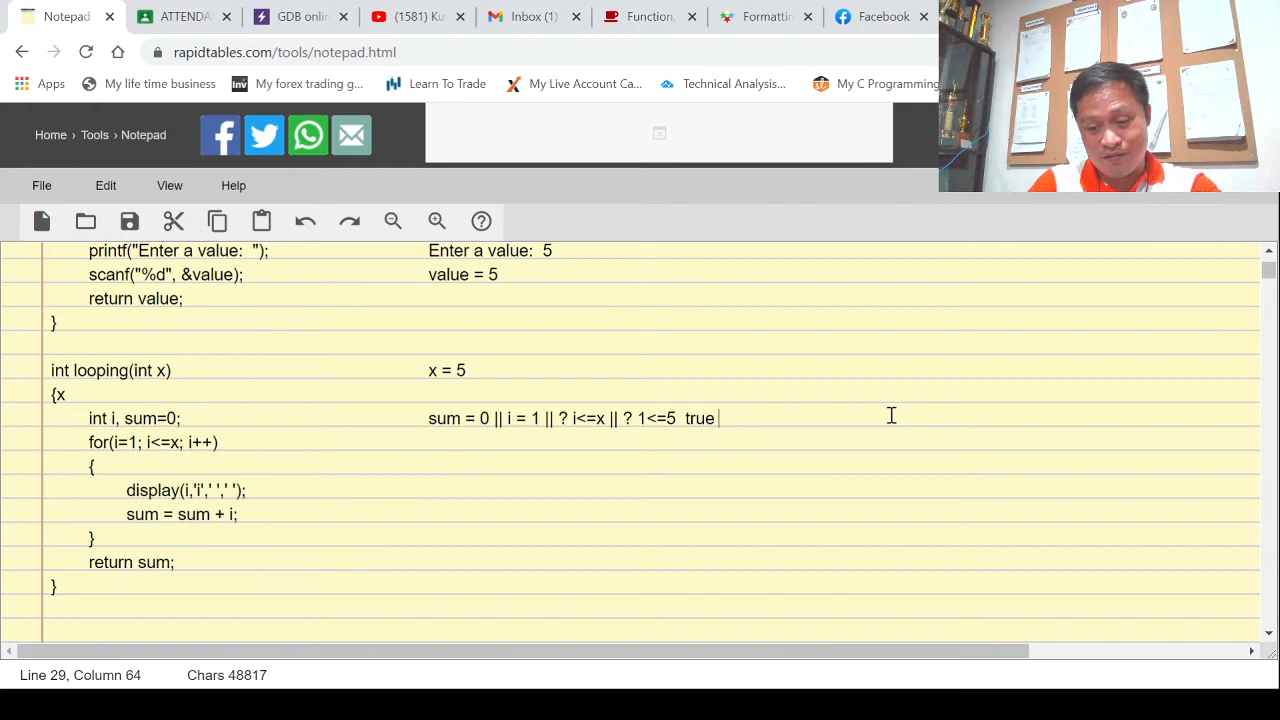 Notepad
ATTENDA
GDB onlin
(1581) Ku
Inbox (1)
Function,
Formattin
Facebook
rapidtables.com/tools/notepad.html
Apps
My life time business
inv
My forex trading g...
Learn To Trade
My Live Account Ca...
Technical Analysis...
My C Programming
Home › Tools › Notepad
File
Edit
View
Help
printf("Enter a value:  "); Enter a value:  5
scanf("%d", &value); value = 5
return value;
}
int looping(int x) x = 5
{x
int i, sum=0; sum = 0 || i = 1 || ? i<=x || ? 1<=5  true
for(i=1; i<=x; i++)
{
display(i,'i',' ',' ');
sum = sum + i;
}
return sum;
}
Line 29, Column 64
Chars 48817